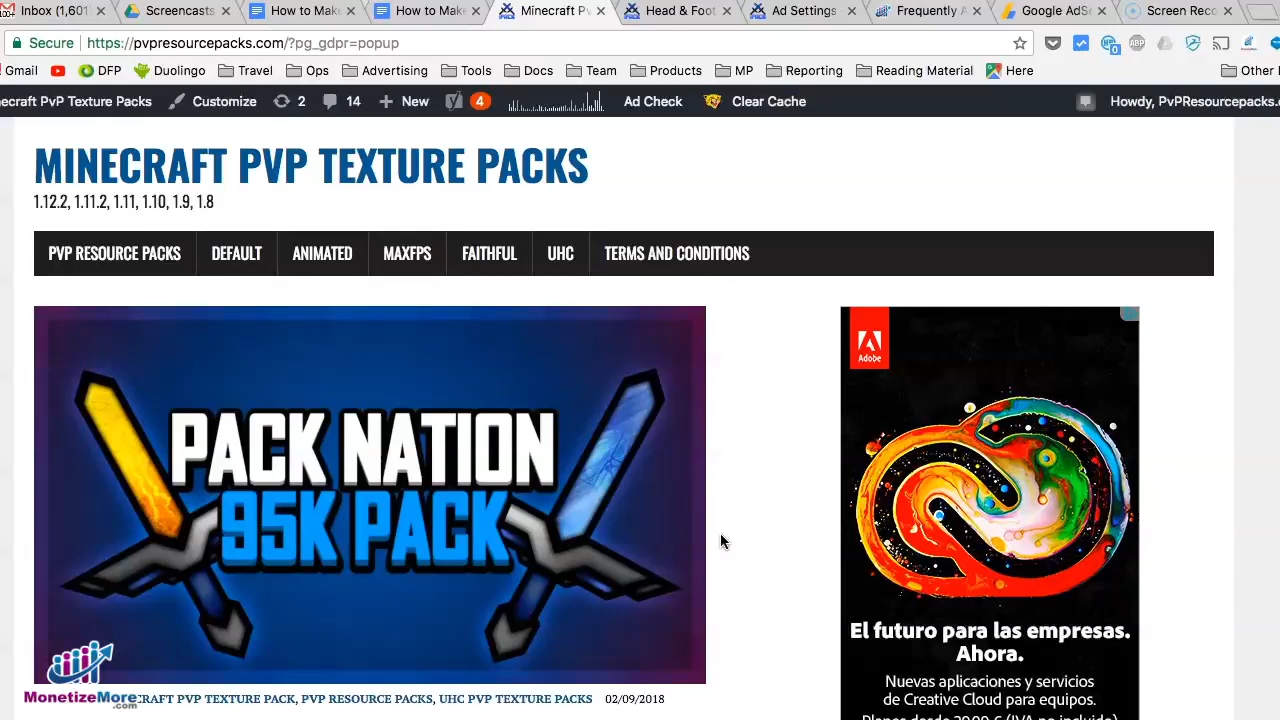 Inbox (1,601)
Screencasts
How to Make
How to Make
Minecraft Pv
Head & Foot
Ad Settings
Frequently A
Google AdS
Screen Reco
Secure
https://pvpresourcepacks.com/?pg_gdpr=popup
Gmail DFP Duolingo Travel Ops Advertising Tools Docs Team Products MP Reporting Reading Material Here Other
ecraft PvP Texture Packs Customize 2 14 New 4 Ad Check Clear Cache Howdy, PvPResourcepacks.
MINECRAFT PVP TEXTURE PACKS
1.12.2, 1.11.2, 1.11, 1.10, 1.9, 1.8
PVP RESOURCE PACKS DEFAULT ANIMATED MAXFPS FAITHFUL UHC TERMS AND CONDITIONS
PACK NATION
95K PACK
Adobe
El futuro para las empresas.
Ahora.
Nuevas aplicaciones y servicios
de Creative Cloud para equipos.
MonetizeMore
.com
CRAFT PVP TEXTURE PACK, PVP RESOURCE PACKS, UHC PVP TEXTURE PACKS 02/09/2018